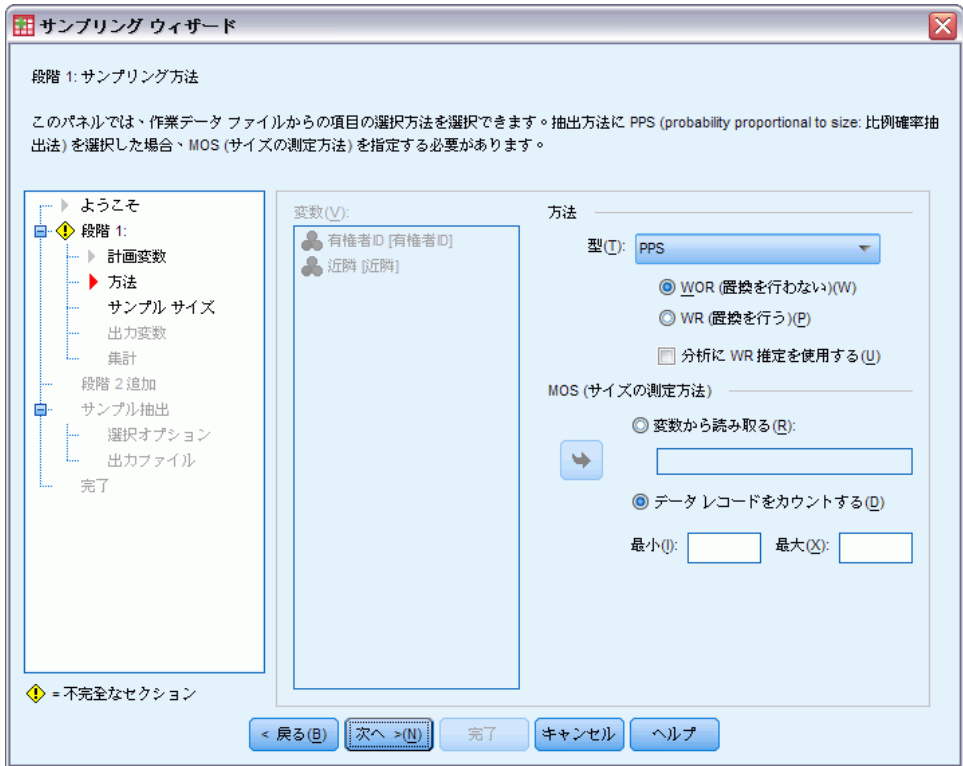 サンプリング ウィザード
段階 1: サンプリング方法
このパネルでは、作業データ ファイルからの項目の選択方法を選択できます。抽出方法に PPS (probability proportional to size: 比例確率抽
出法) を選択した場合、MOS (サイズの測定方法) を指定する必要があります。
ようこそ
段階 1:
計画変数
方法
サンプル サイズ
出力変数
集計
段階 2 追加
サンプル抽出
選択オプション
出力ファイル
完了
! = 不完全なセクション
変数(V):
有権者ID [有権者ID]
近隣 [近隣]
方法
型(T): PPS
WOR (置換を行わない)(W)
WR (置換を行う)(P)
分析に WR 推定を使用する(U)
MOS (サイズの測定方法)
変数から読み取る(R):
データ レコードをカウントする(D)
最小(I): 最大(X):
< 戻る(B) 次へ >(N) 完了 キャンセル ヘルプ